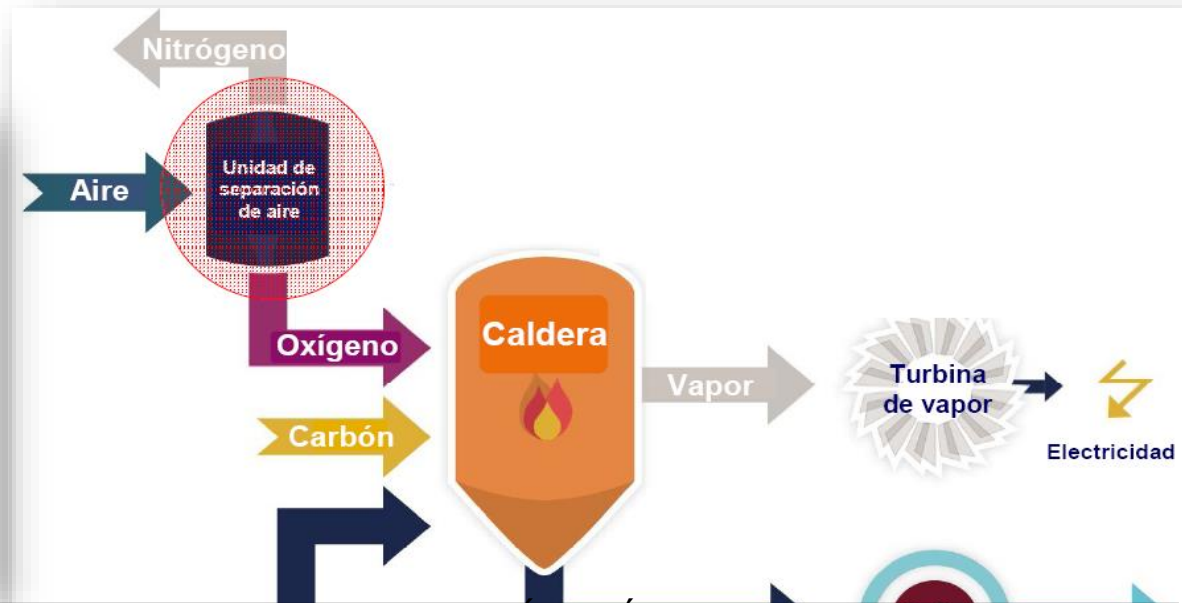 Nitrógeno
Unidad de
separación
de aire
Aire
Oxígeno
Caldera
Vapor
Turbina
de vapor
Carbón
Electricidad